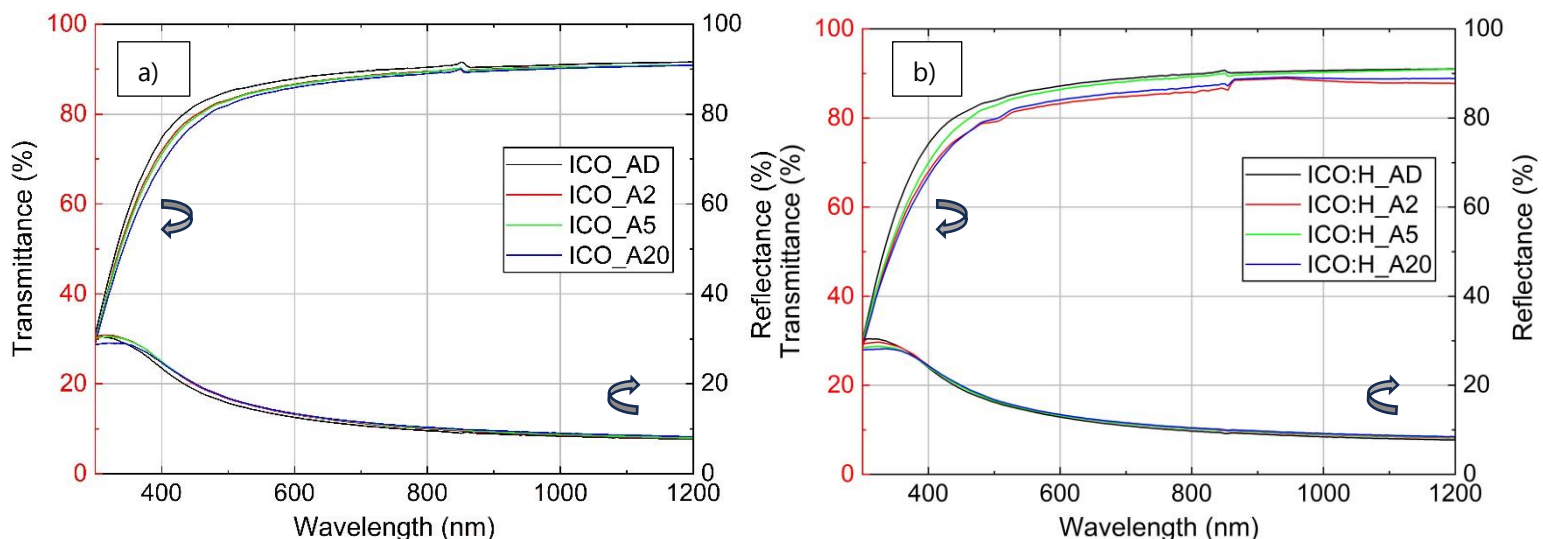 a)
100
80
60
40
20
0
Transmittance (%)
ICO_AD
ICO_A2
ICO_A5
ICO_A20
100
80
60
40
20
0
Reflectance (%)
400
600
800
1000
1200
Wavelength (nm)
b)
100
80
60
40
20
0
Transmittance (%)
ICO:H_AD
ICO:H_A2
ICO:H_A5
ICO:H_A20
100
80
60
40
20
0
Reflectance (%)
400
600
800
1000
1200
Wavelength (nm)